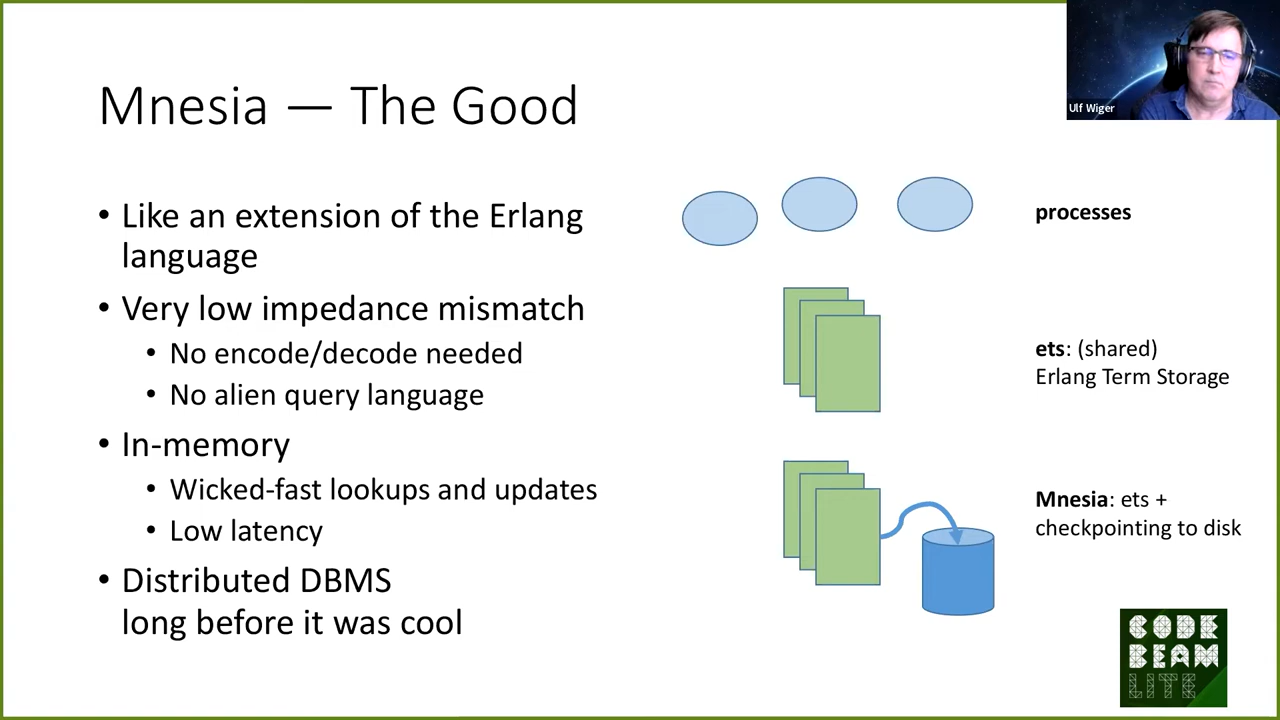 Mnesia — The Good
Ulf Wiger
• Like an extension of the Erlang
language
• Very low impedance mismatch
• No encode/decode needed
• No alien query language
• In-memory
• Wicked-fast lookups and updates
• Low latency
• Distributed DBMS
long before it was cool
processes
ets: (shared)
Erlang Term Storage
Mnesia: ets +
checkpointing to disk
CODE
BEAM
LITE